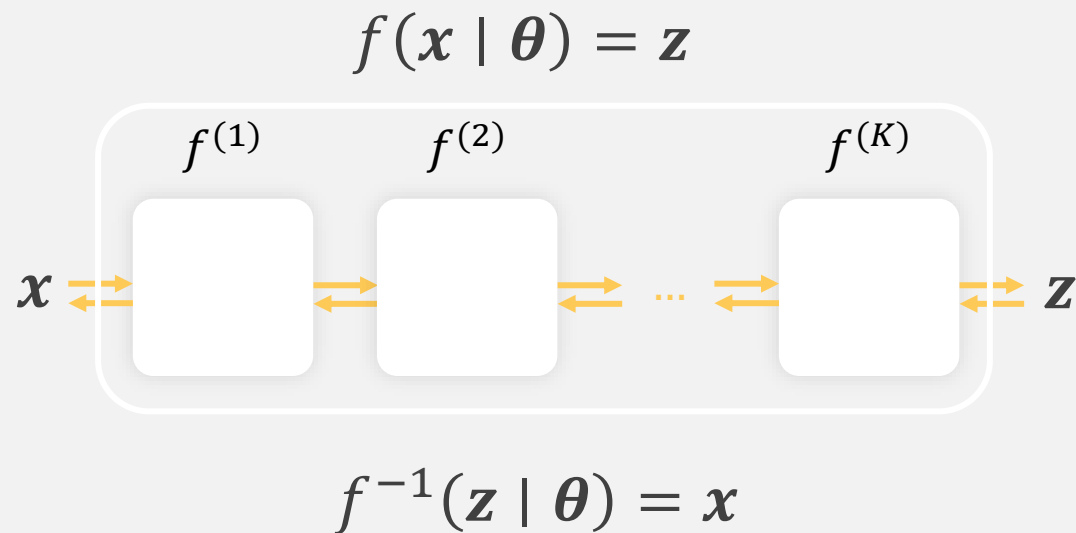 f(x | θ) = z
f^(1) f^(2) f^(K)
x ... z
f^−1(z | θ) = x